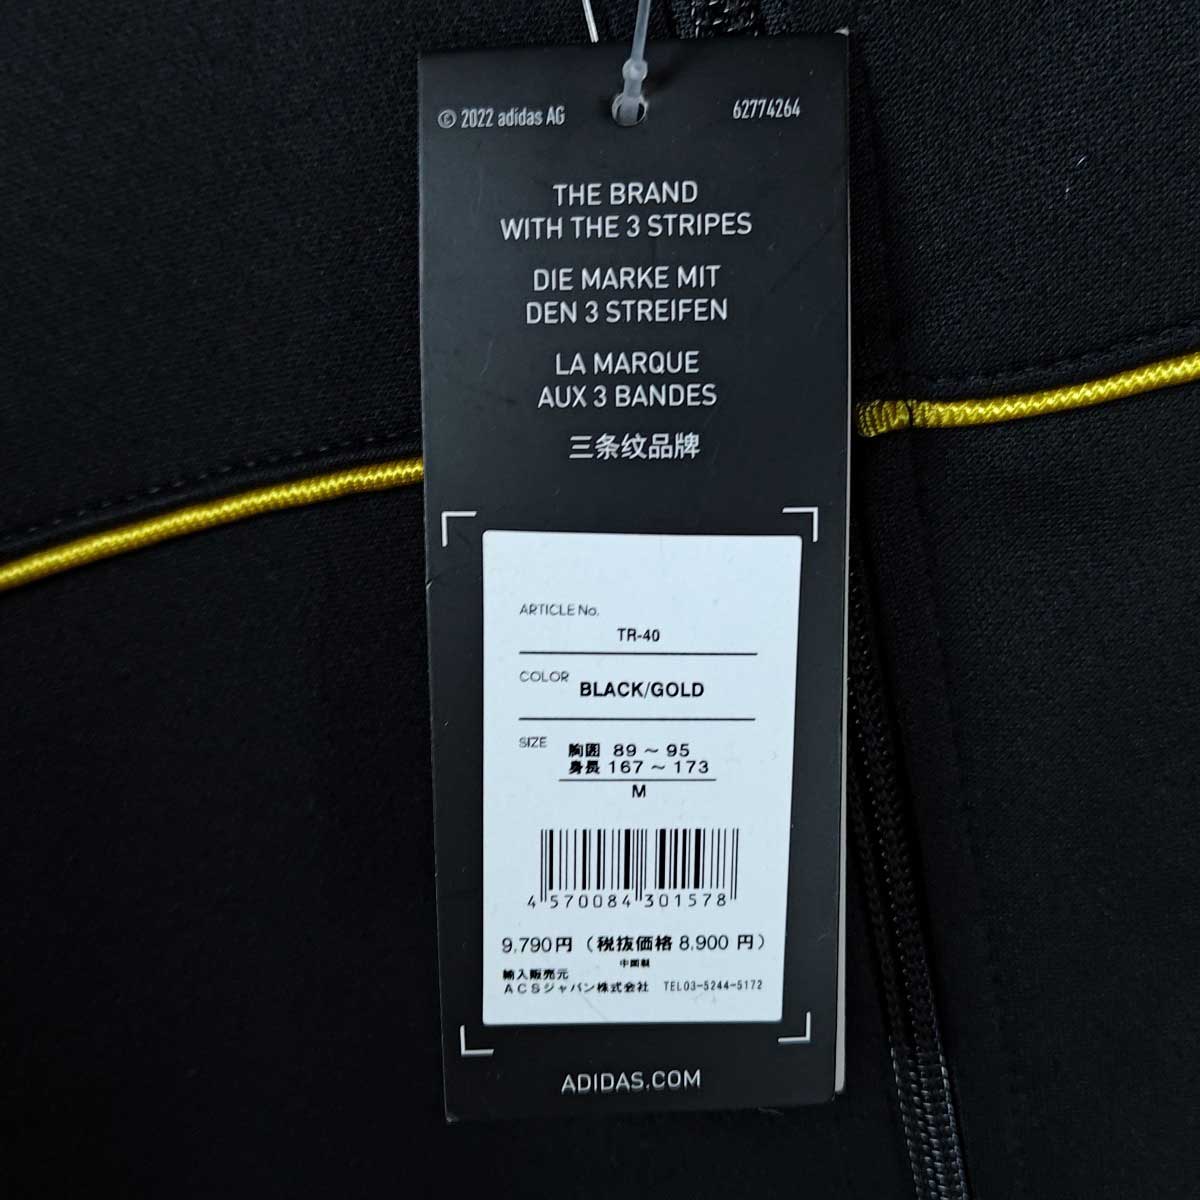 © 2022 adidas AG
62774264
THE BRAND
WITH THE 3 STRIPES
DIE MARKE MIT
DEN 3 STREIFEN
LA MARQUE
AUX 3 BANDES
三条纹品牌
ARTICLE No.
TR-40
COLOR BLACK/GOLD
SIZE 胸囲 89 ～ 95
身長 167 ～ 173
M
4 570084 301578
9.790円（税抜価格 8.900 円）
中国製
輸入販売元
ACSジャパン株式会社 TEL03-5244-5172
ADIDAS.COM